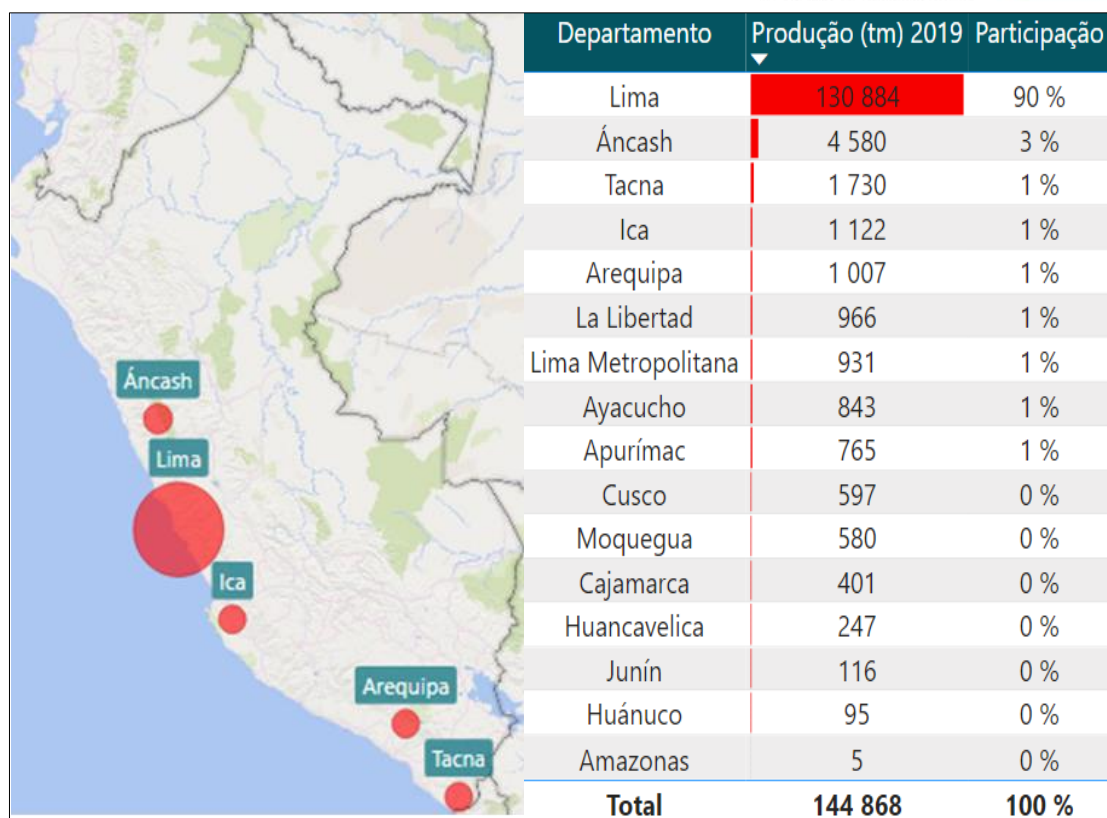 Áncash
Lima
Ica
Arequipa
Tacna
Departamento Produção (tm) 2019 Participação
Lima 130 884 90 %
Áncash 4 580 3 %
Tacna 1 730 1 %
Ica 1 122 1 %
Arequipa 1 007 1 %
La Libertad 966 1 %
Lima Metropolitana 931 1 %
Ayacucho 843 1 %
Apurímac 765 1 %
Cusco 597 0 %
Moquegua 580 0 %
Cajamarca 401 0 %
Huancavelica 247 0 %
Junín 116 0 %
Huánuco 95 0 %
Amazonas 5 0 %
Total 144 868 100 %